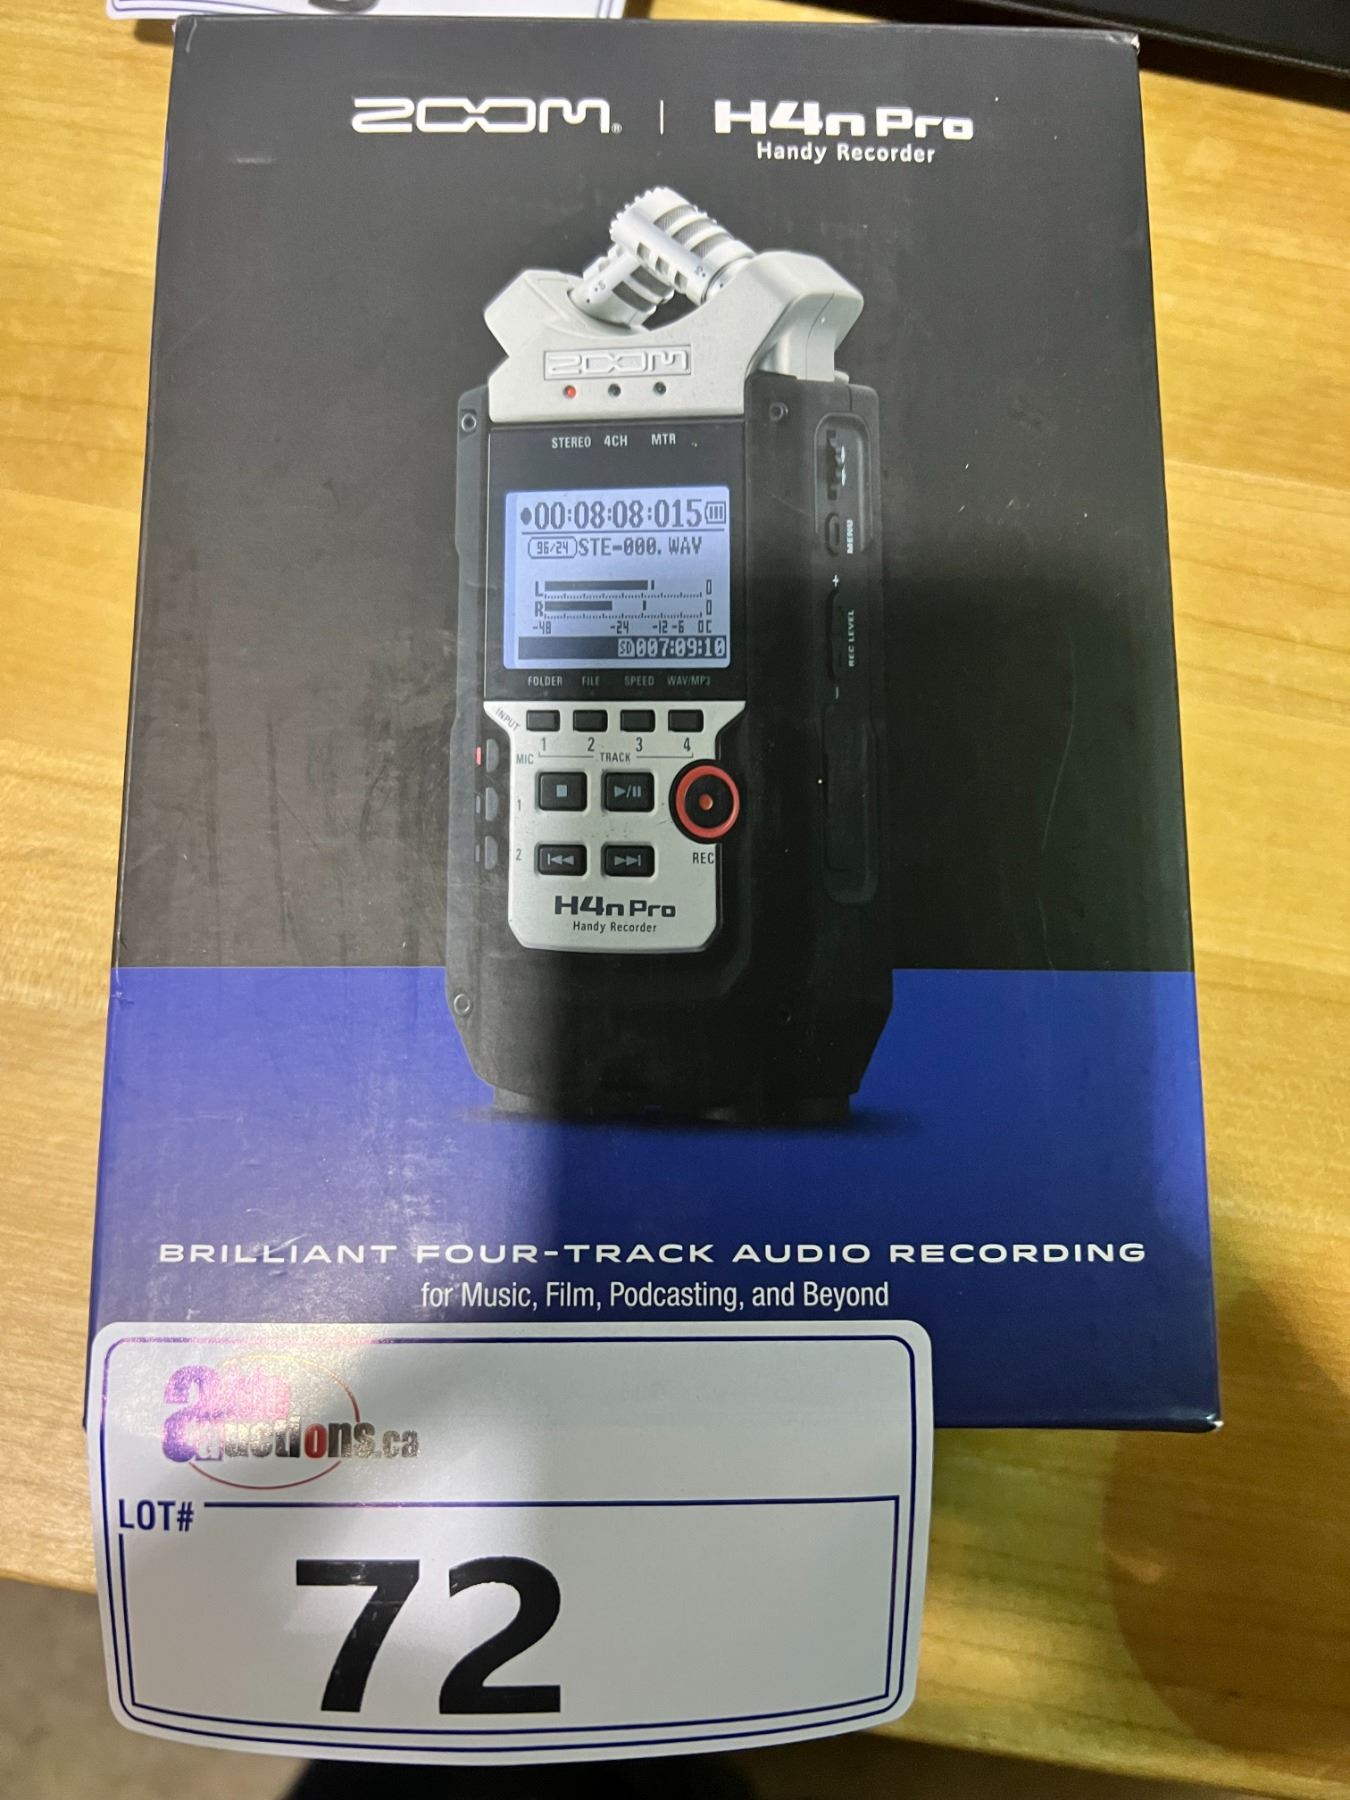 ZOOM® | H4n Pro
Handy Recorder
ZOOM
STEREO 4CH MTR
00:08:08:015
96/24 STE-000.WAV
L 0
R 0
-48 -24 -12 -6 0
SD 007:09:10
FOLDER FILE SPEED WAV/MP3
INPUT
1 2 3 4
MIC TRACK
1
2
REC
H4n Pro
Handy Recorder
MENU
+ REC LEVEL -
BRILLIANT FOUR-TRACK AUDIO RECORDING
for Music, Film, Podcasting, and Beyond
auctions.ca
LOT#
72